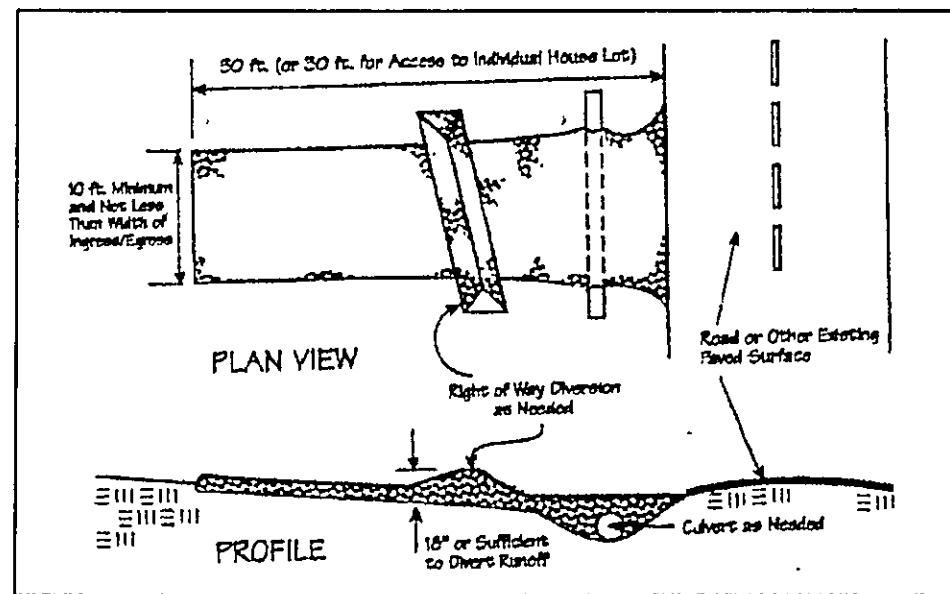 50 ft. (or 30 ft. for Access to Individual House Lot)
10 ft. Minimum
and Not Less
Than Width of
Ingress/Egress
PLAN VIEW
Right of Way Diversion
as Needed
Road or Other Existing
Paved Surface
Culvert as Needed
18" or Sufficient
to Divert Runoff
PROFILE